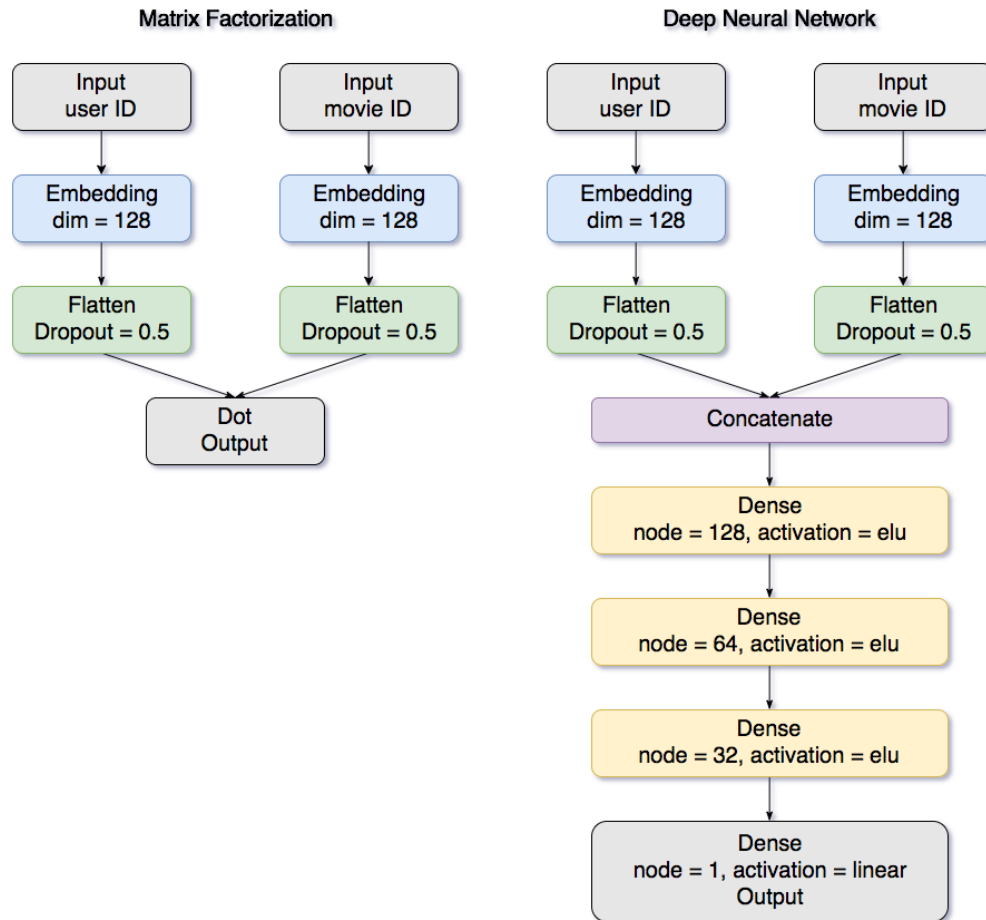 Matrix Factorization
Input
user ID
Input
movie ID
Embedding
dim = 128
Embedding
dim = 128
Flatten
Dropout = 0.5
Flatten
Dropout = 0.5
Dot
Output
Deep Neural Network
Input
user ID
Input
movie ID
Embedding
dim = 128
Embedding
dim = 128
Flatten
Dropout = 0.5
Flatten
Dropout = 0.5
Concatenate
Dense
node = 128, activation = elu
Dense
node = 64, activation = elu
Dense
node = 32, activation = elu
Dense
node = 1, activation = linear
Output